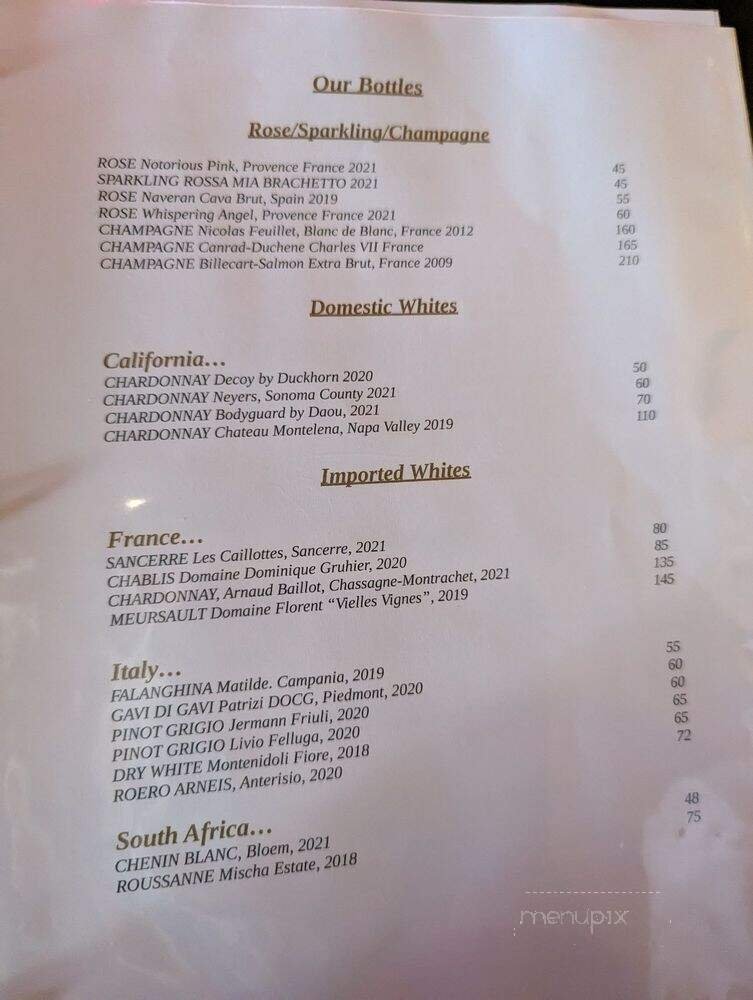 Our Bottles
Rose/Sparkling/Champagne
ROSE Notorious Pink, Provence France 2021 45
SPARKLING ROSSA MIA BRACHETTO 2021 45
ROSE Naveran Cava Brut, Spain 2019 55
ROSE Whispering Angel, Provence France 2021 60
CHAMPAGNE Nicolas Feuillet, Blanc de Blanc, France 2012 160
CHAMPAGNE Canrad-Duchene Charles VII France 165
CHAMPAGNE Billecart-Salmon Extra Brut, France 2009 210
Domestic Whites
California…
CHARDONNAY Decoy by Duckhorn 2020 50
CHARDONNAY Neyers, Sonoma County 2021 60
CHARDONNAY Bodyguard by Daou, 2021 70
CHARDONNAY Chateau Montelena, Napa Valley 2019 110
Imported Whites
France…
SANCERRE Les Caillottes, Sancerre, 2021 80
CHABLIS Domaine Dominique Gruhier, 2020 85
CHARDONNAY, Arnaud Baillot, Chassagne-Montrachet, 2021 135
MEURSAULT Domaine Florent “Vielles Vignes”, 2019 145
Italy…
FALANGHINA Matilde. Campania, 2019 55
GAVI DI GAVI Patrizi DOCG, Piedmont, 2020 60
PINOT GRIGIO Jermann Friuli, 2020 60
PINOT GRIGIO Livio Felluga, 2020 65
DRY WHITE Montenidoli Fiore, 2018 65
ROERO ARNEIS, Anterisio, 2020 72
South Africa…
CHENIN BLANC, Bloem, 2021 48
ROUSSANNE Mischa Estate, 2018 75
menupix